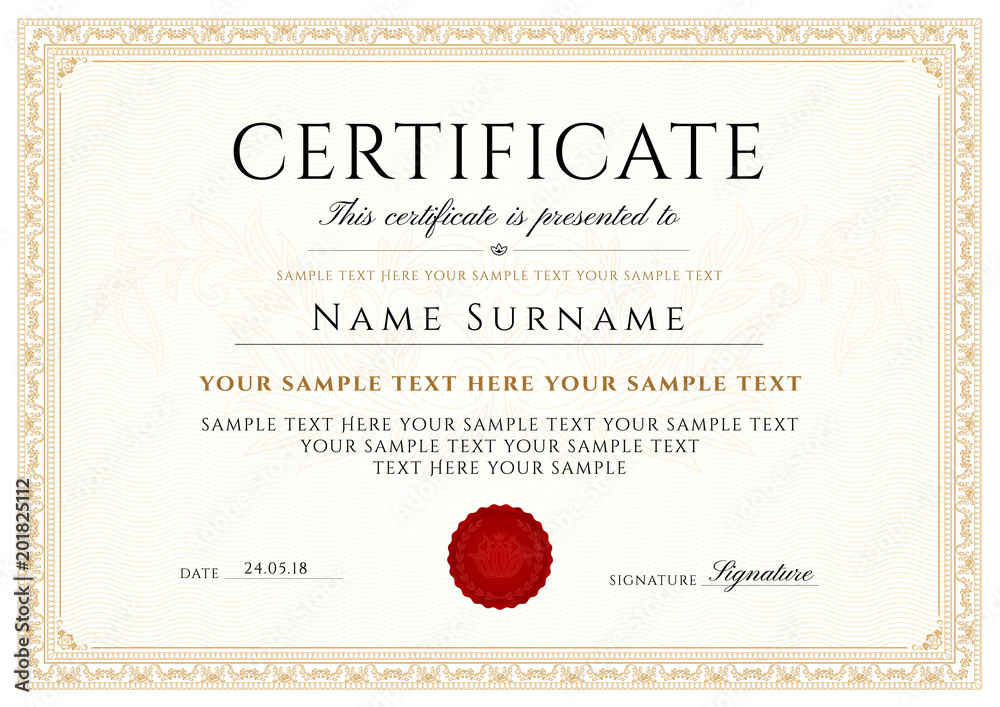 CERTIFICATE
This certificate is presented to
SAMPLE TEXT HERE YOUR SAMPLE TEXT YOUR SAMPLE TEXT
NAME SURNAME
YOUR SAMPLE TEXT HERE YOUR SAMPLE TEXT
SAMPLE TEXT HERE YOUR SAMPLE TEXT YOUR SAMPLE TEXT
YOUR SAMPLE TEXT YOUR SAMPLE TEXT
TEXT HERE YOUR SAMPLE
DATE 24.05.18
SIGNATURE Signature
Adobe Stock | #201825112